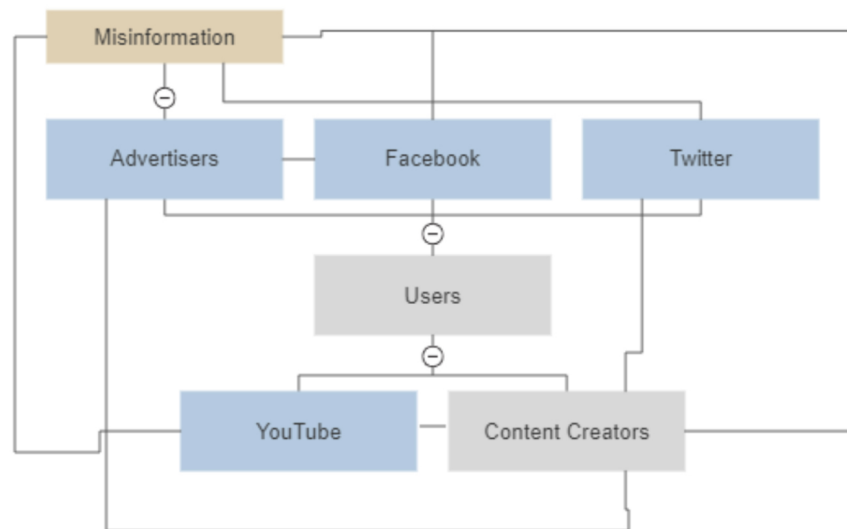 Misinformation
Advertisers
Facebook
Twitter
Users
YouTube
Content Creators